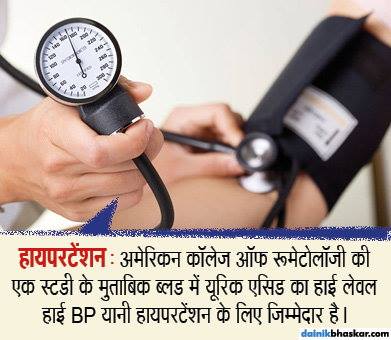 हायपरटेंशन : अमेरिकन कॉलेज ऑफ रूमेटोलॉजी की
एक स्टडी के मुताबिक ब्लड में यूरिक एसिड का हाई लेवल
हाई BP यानी हायपरटेंशन के लिए जिम्मेदार है।
dainikbhaskar.com